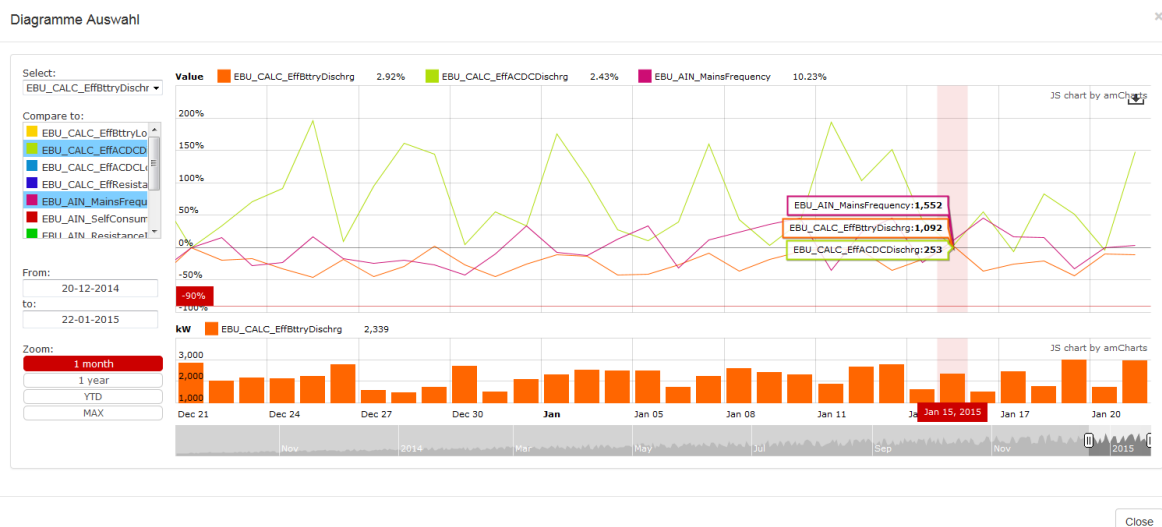 Diagramme Auswahl
×
Select:
EBU_CALC_EffBttryDischr
Compare to:
EBU_CALC_EffBttryLo
EBU_CALC_EffACDCD
EBU_CALC_EffACDCLo
EBU_CALC_EffResista
EBU_AIN_MainsFrequ
EBU_AIN_SelfConsum
EBU_AIN_ResistanceI
From:
20-12-2014
to:
22-01-2015
Zoom:
1 month
1 year
YTD
MAX
Value EBU_CALC_EffBttryDischrg 2.92% EBU_CALC_EffACDCDischrg 2.43% EBU_AIN_MainsFrequency 10.23%
JS chart by amCharts
200%
150%
100%
50%
0%
-50%
-90%
-100%
EBU_AIN_MainsFrequency:1,552
EBU_CALC_EffBttryDischrg:1,092
EBU_CALC_EffACDCDischrg:253
kW EBU_CALC_EffBttryDischrg 2,339
JS chart by amCharts
3,000
2,000
1,000
Dec 21 Dec 24 Dec 27 Dec 30 Jan Jan 05 Jan 08 Jan 11 Jan 15, 2015 Jan 17 Jan 20
Nov 2014 Mar May Jul Sep Nov 2015
Close